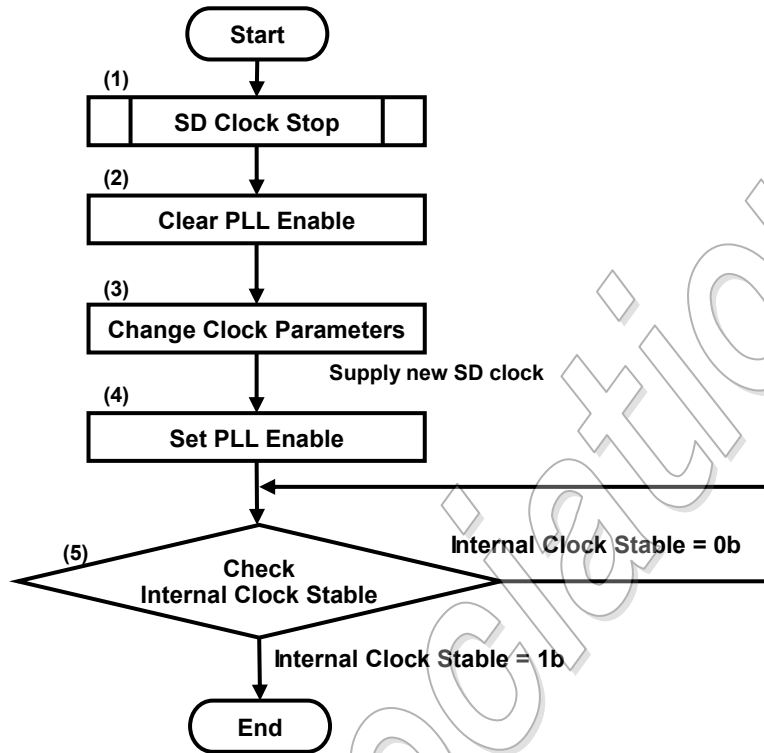 Start
(1)
SD Clock Stop
(2)
Clear PLL Enable
(3)
Change Clock Parameters
Supply new SD clock
(4)
Set PLL Enable
(5)
Check
Internal Clock Stable
Internal Clock Stable = 0b
Internal Clock Stable = 1b
End
ociatio